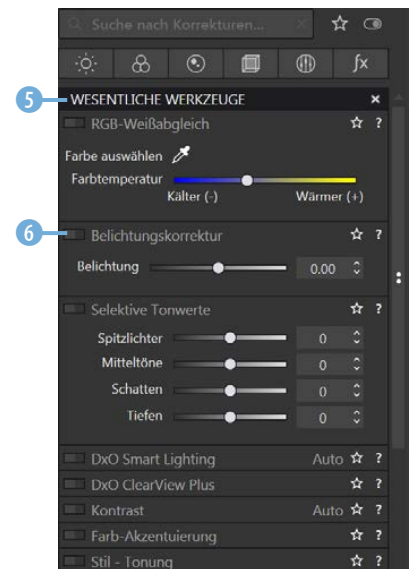 Suche nach Korrekturen...
fx
5 WESENTLICHE WERKZEUGE
RGB-Weißabgleich ?
Farbe auswählen
Farbtemperatur
Kälter (-) Wärmer (+)
6 Belichtungskorrektur ?
Belichtung 0.00
Selektive Tonwerte ?
Spitzlichter 0
Mitteltöne 0
Schatten 0
Tiefen 0
DxO Smart Lighting Auto ?
DxO ClearView Plus ?
Kontrast Auto ?
Farb-Akzentuierung ?
Stil - Tonung ?